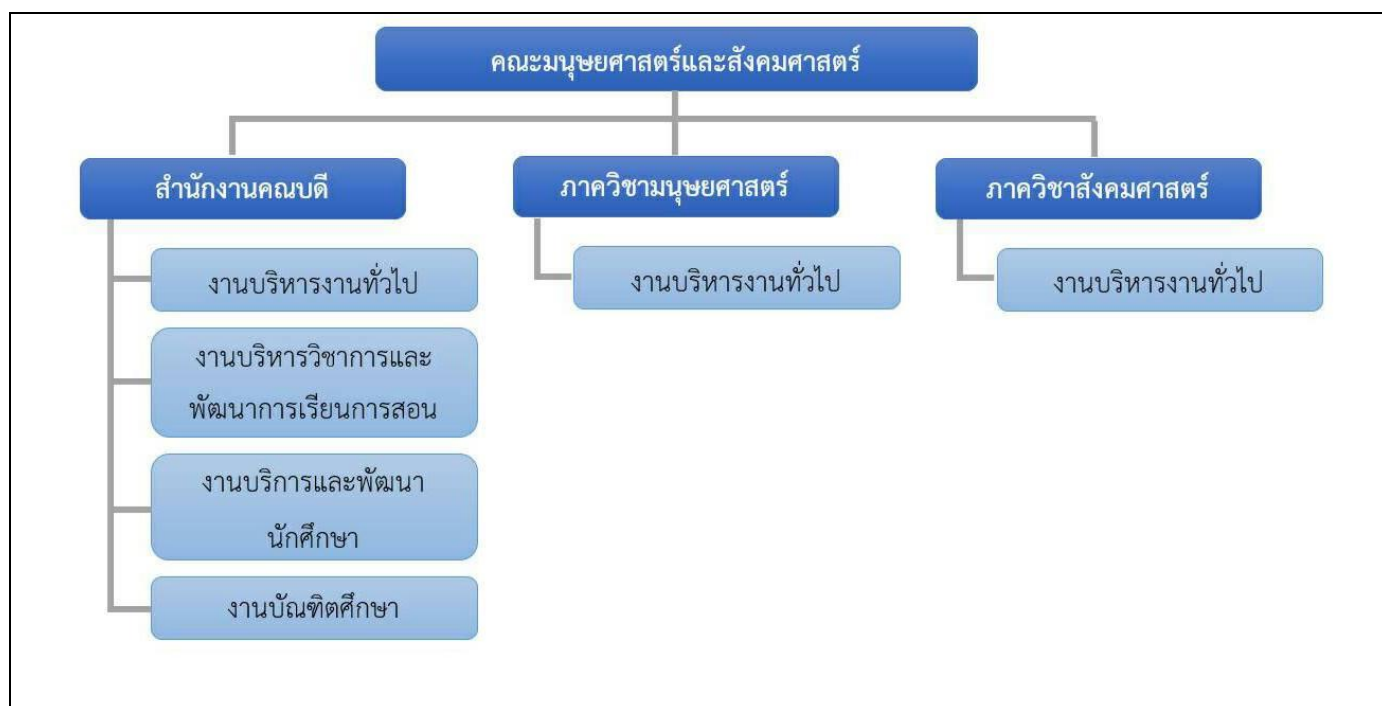 คณะมนุษยศาสตร์และสังคมศาสตร์
สำนักงานคณบดี
งานบริหารงานทั่วไป
งานบริหารวิชาการและ
พัฒนาการเรียนการสอน
งานบริการและพัฒนา
นักศึกษา
งานบัณฑิตศึกษา
ภาควิชามนุษยศาสตร์
งานบริหารงานทั่วไป
ภาควิชาสังคมศาสตร์
งานบริหารงานทั่วไป